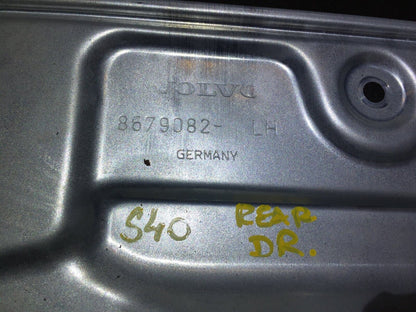 VOLVO
8679082- LH
GERMANY
S40 REAR
DR.